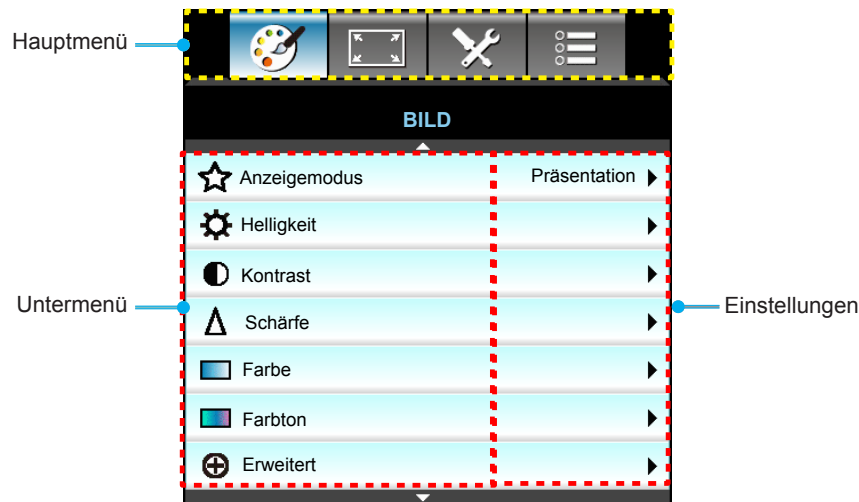 Hauptmenü
BILD
Anzeigemodus Präsentation
Helligkeit
Kontrast
Untermenü
Schärfe
Einstellungen
Farbe
Farbton
Erweitert